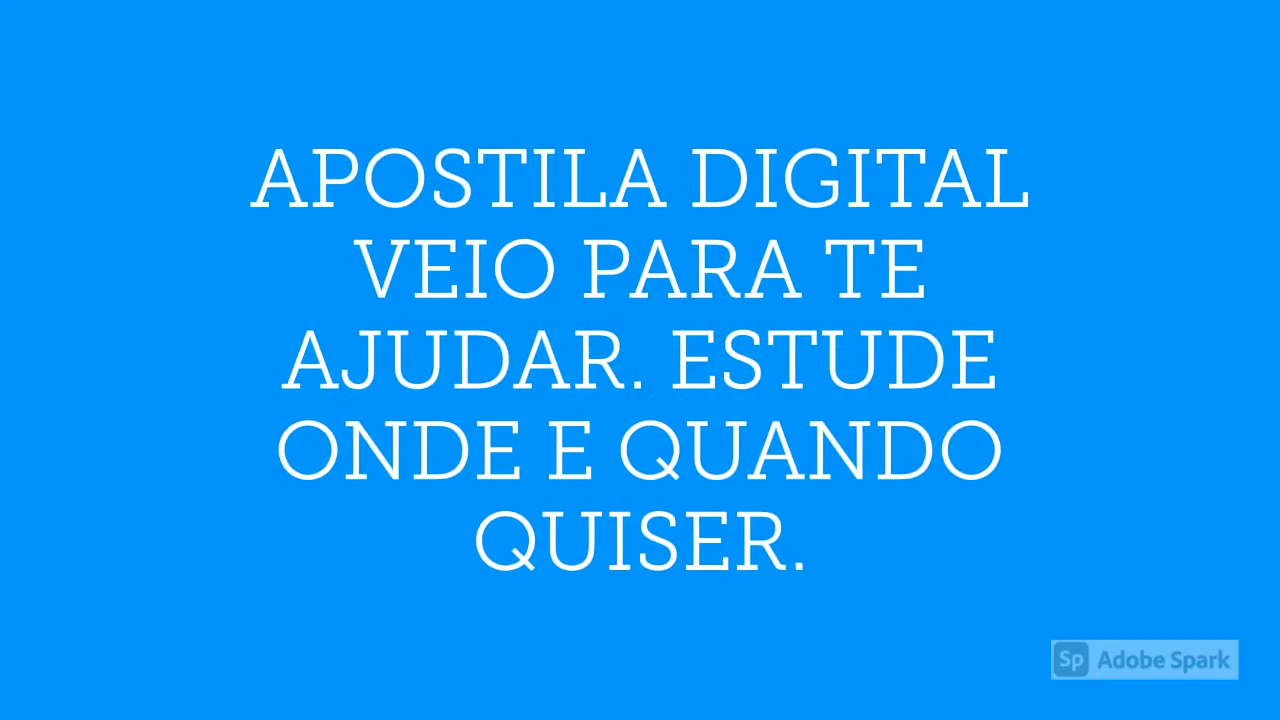 APOSTILA DIGITAL
VEIO PARA TE
AJUDAR. ESTUDE
ONDE E QUANDO
QUISER.
Sp Adobe Spark